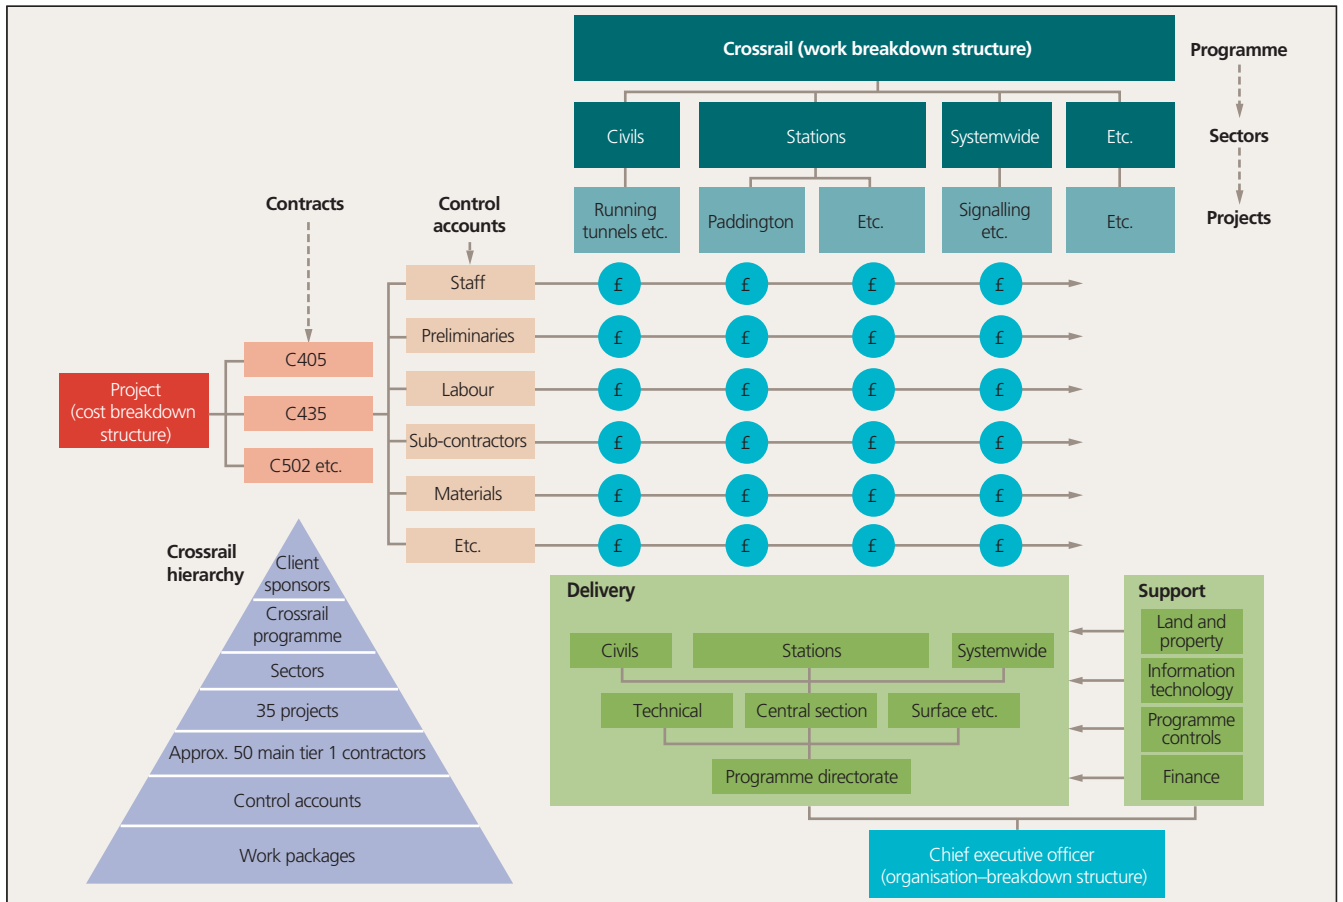 Crossrail (work breakdown structure)
Programme
Civils
Stations
Systemwide
Etc.
Sectors
Contracts
Control
accounts
Running
tunnels etc.
Paddington
Etc.
Signalling
etc.
Etc.
Projects
Staff
£ £ £ £
Preliminaries
£ £ £ £
C405
Labour
£ £ £ £
Project
(cost breakdown
structure)
C435
Sub-contractors
£ £ £ £
C502 etc.
Materials
£ £ £ £
Etc.
£ £ £ £
Crossrail
hierarchy
Client
sponsors
Crossrail
programme
Sectors
35 projects
Approx. 50 main tier 1 contractors
Control accounts
Work packages
Delivery
Civils
Stations
Systemwide
Technical
Central section
Surface etc.
Programme directorate
Support
Land and
property
Information
technology
Programme
controls
Finance
Chief executive officer
(organisation–breakdown structure)